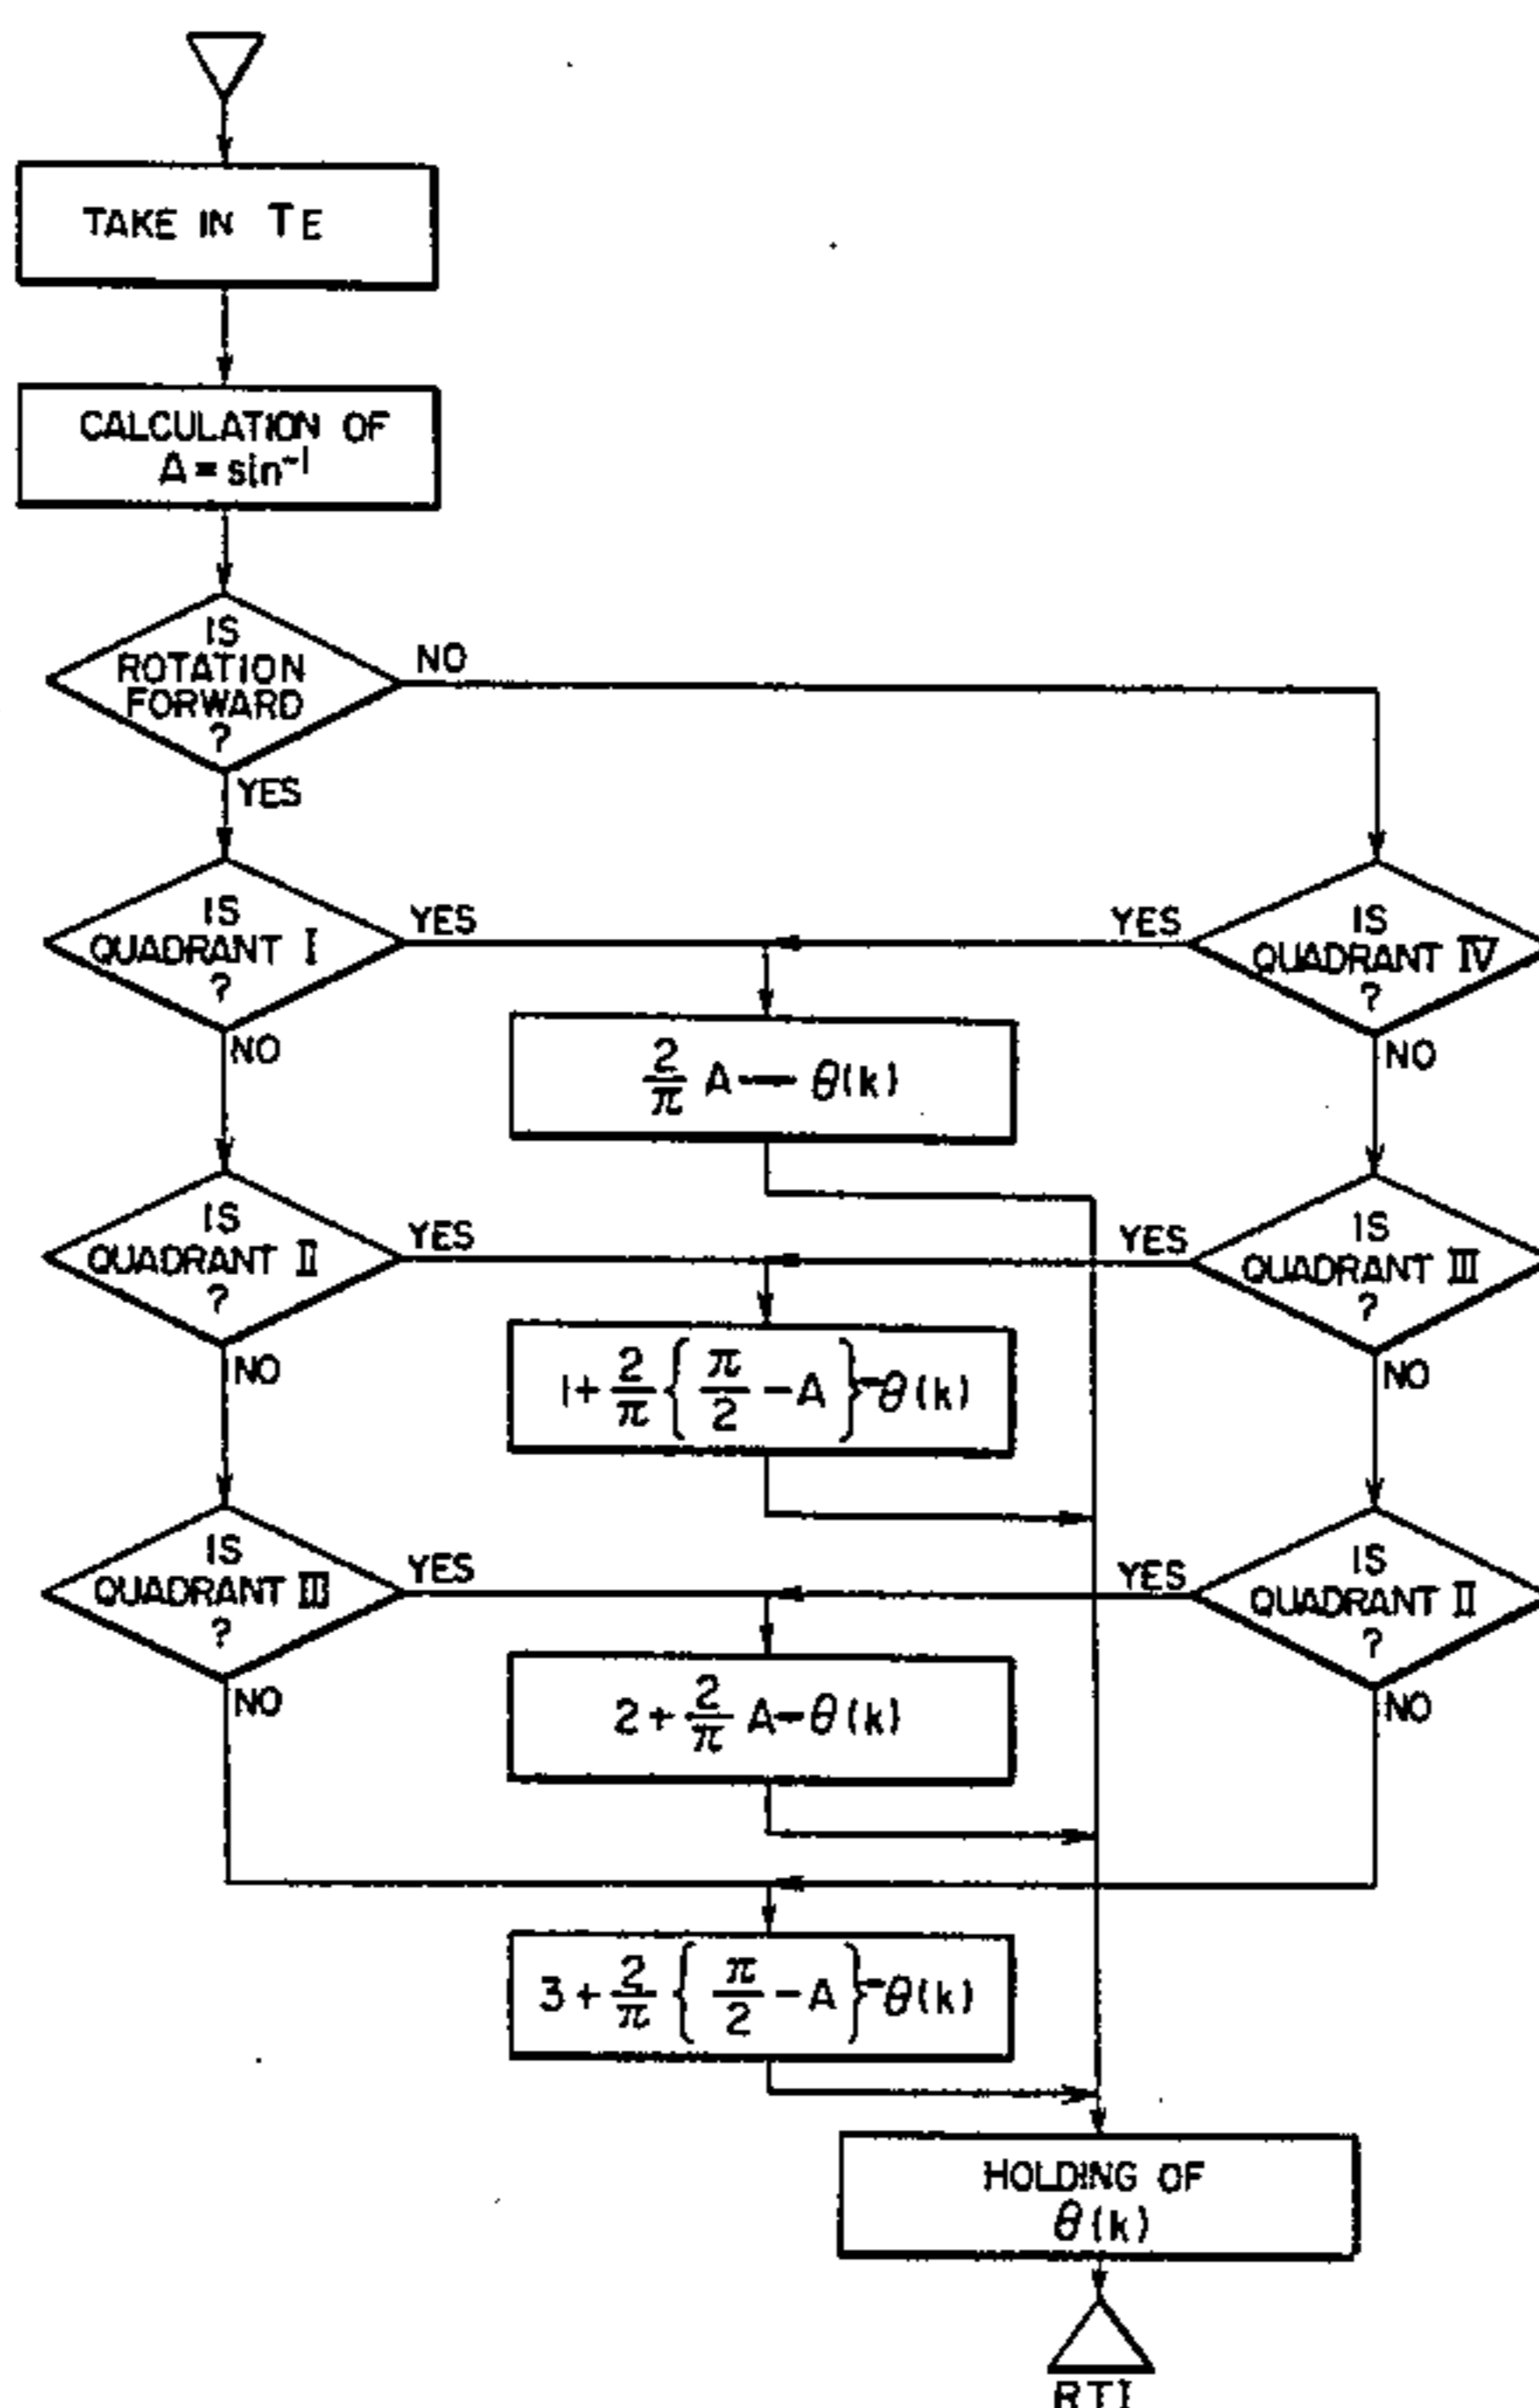 TAKE IN TE
CALCULATION OF
A = sin⁻¹
IS
ROTATION
FORWARD
?
NO
YES
IS
QUADRANT I
?
YES
NO
YES
IS
QUADRANT IV
?
NO
2/π A — θ(k)
IS
QUADRANT II
?
YES
NO
YES
IS
QUADRANT III
?
NO
1 + 2/π { π/2 – A } – θ(k)
IS
QUADRANT III
?
YES
NO
YES
IS
QUADRANT II
?
NO
2 + 2/π A – θ(k)
3 + 2/π { π/2 – A } – θ(k)
HOLDING OF
θ(k)
RTI